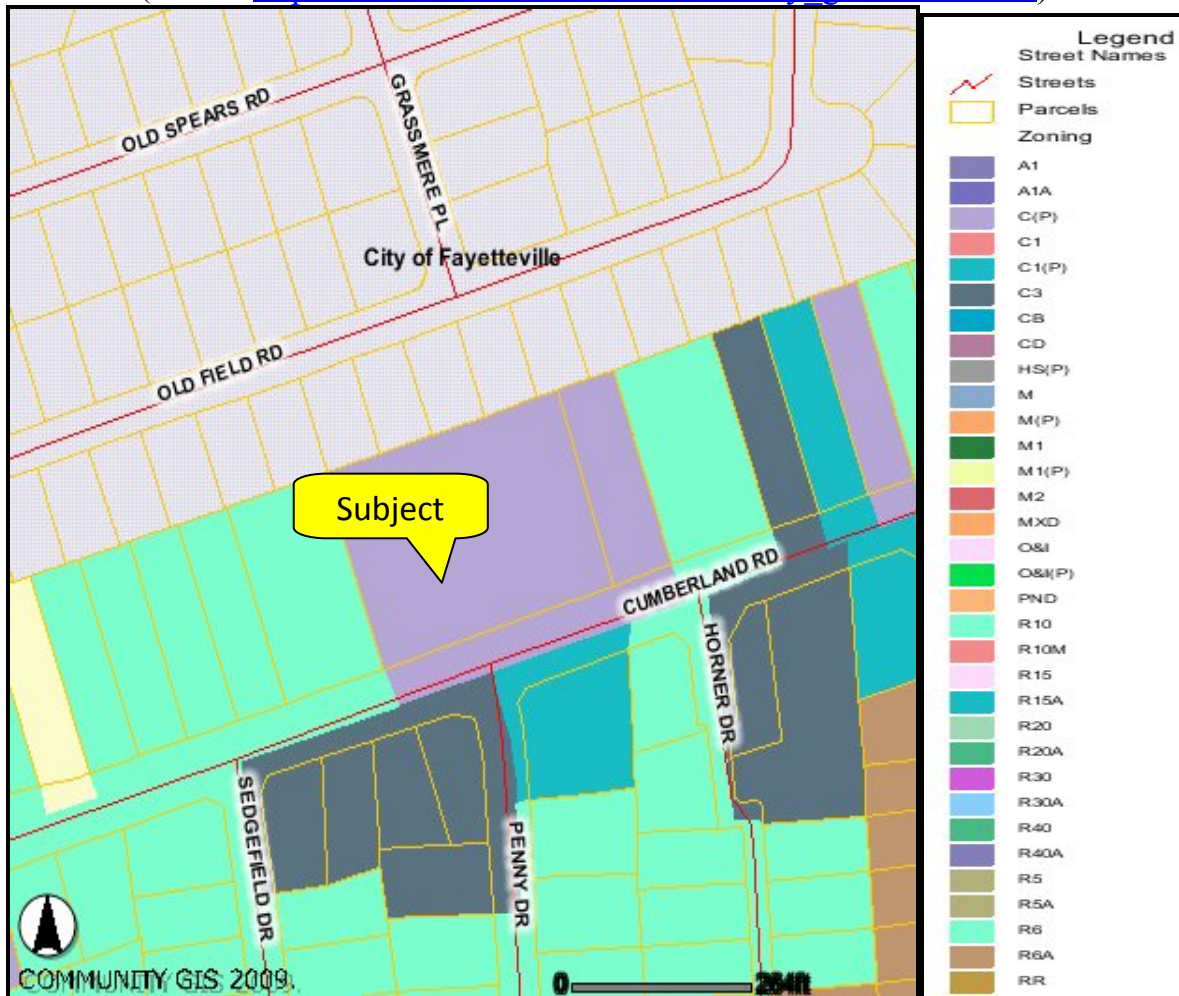 OLD SPEARS RD
GRASSMERE PL
City of Fayetteville
OLD FIELD RD
Subject
CUMBERLAND RD
HORNER DR
SEDGEFIELD DR
PENNY DR
COMMUNITY GIS 2009.
0 264ft
Legend
Street Names
Streets
Parcels
Zoning
A1
A1A
C(P)
C1
C1(P)
C3
CB
CD
HS(P)
M
M(P)
M1
M1(P)
M2
MXD
O&I
O&I(P)
PND
R10
R10M
R15
R15A
R20
R20A
R30
R30A
R40
R40A
R5
R5A
R6
R6A
RR